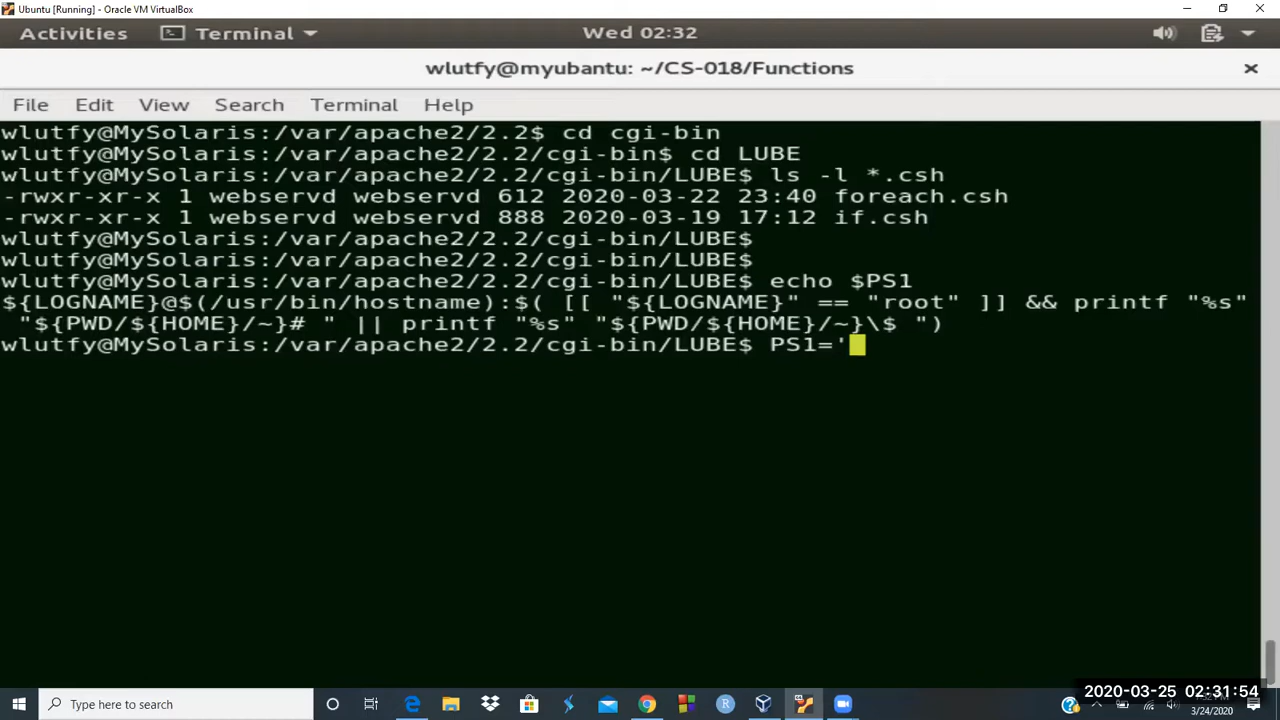 Ubuntu [Running] - Oracle VM VirtualBox
Activities Terminal Wed 02:32
wlutfy@myubantu: ~/CS-018/Functions
File Edit View Search Terminal Help
wlutfy@MySolaris:/var/apache2/2.2$ cd cgi-bin
wlutfy@MySolaris:/var/apache2/2.2/cgi-bin$ cd LUBE
wlutfy@MySolaris:/var/apache2/2.2/cgi-bin/LUBE$ ls -l *.csh
-rwxr-xr-x 1 webservd webservd 612 2020-03-22 23:40 foreach.csh
-rwxr-xr-x 1 webservd webservd 888 2020-03-19 17:12 if.csh
wlutfy@MySolaris:/var/apache2/2.2/cgi-bin/LUBE$
wlutfy@MySolaris:/var/apache2/2.2/cgi-bin/LUBE$
wlutfy@MySolaris:/var/apache2/2.2/cgi-bin/LUBE$ echo $PS1
${LOGNAME}@$(/usr/bin/hostname):$( [[ "${LOGNAME}" == "root" ]] && printf "%s"
"${PWD/${HOME}/~}# " || printf "%s" "${PWD/${HOME}/~}\$ ")
wlutfy@MySolaris:/var/apache2/2.2/cgi-bin/LUBE$ PS1='
Type here to search
2020-03-25 02:31:54
3/24/2020